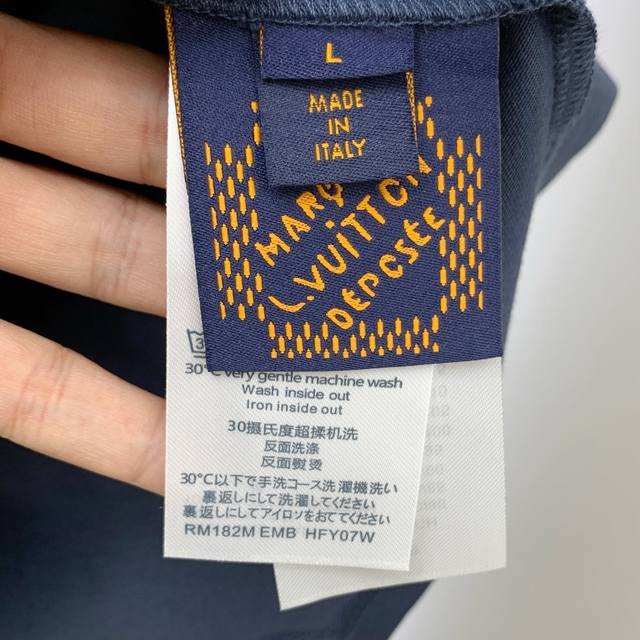 L
MADE
IN
ITALY
MARQ
L.VUITTON
DÉPOSÉE
30°C very gentle machine wash
Wash inside out
Iron inside out
30摄氏度超揉机洗
反面洗涤
反面熨烫
30℃以下で手洗コース洗濯機洗い
裏返しにして洗濯してください
裏返しにしてアイロンをおてください
RM182M EMB HFY07W